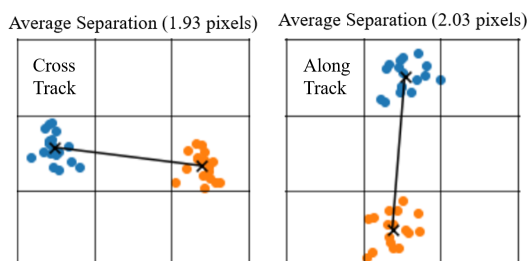 Average Separation (1.93 pixels)
Cross
Track
Average Separation (2.03 pixels)
Along
Track